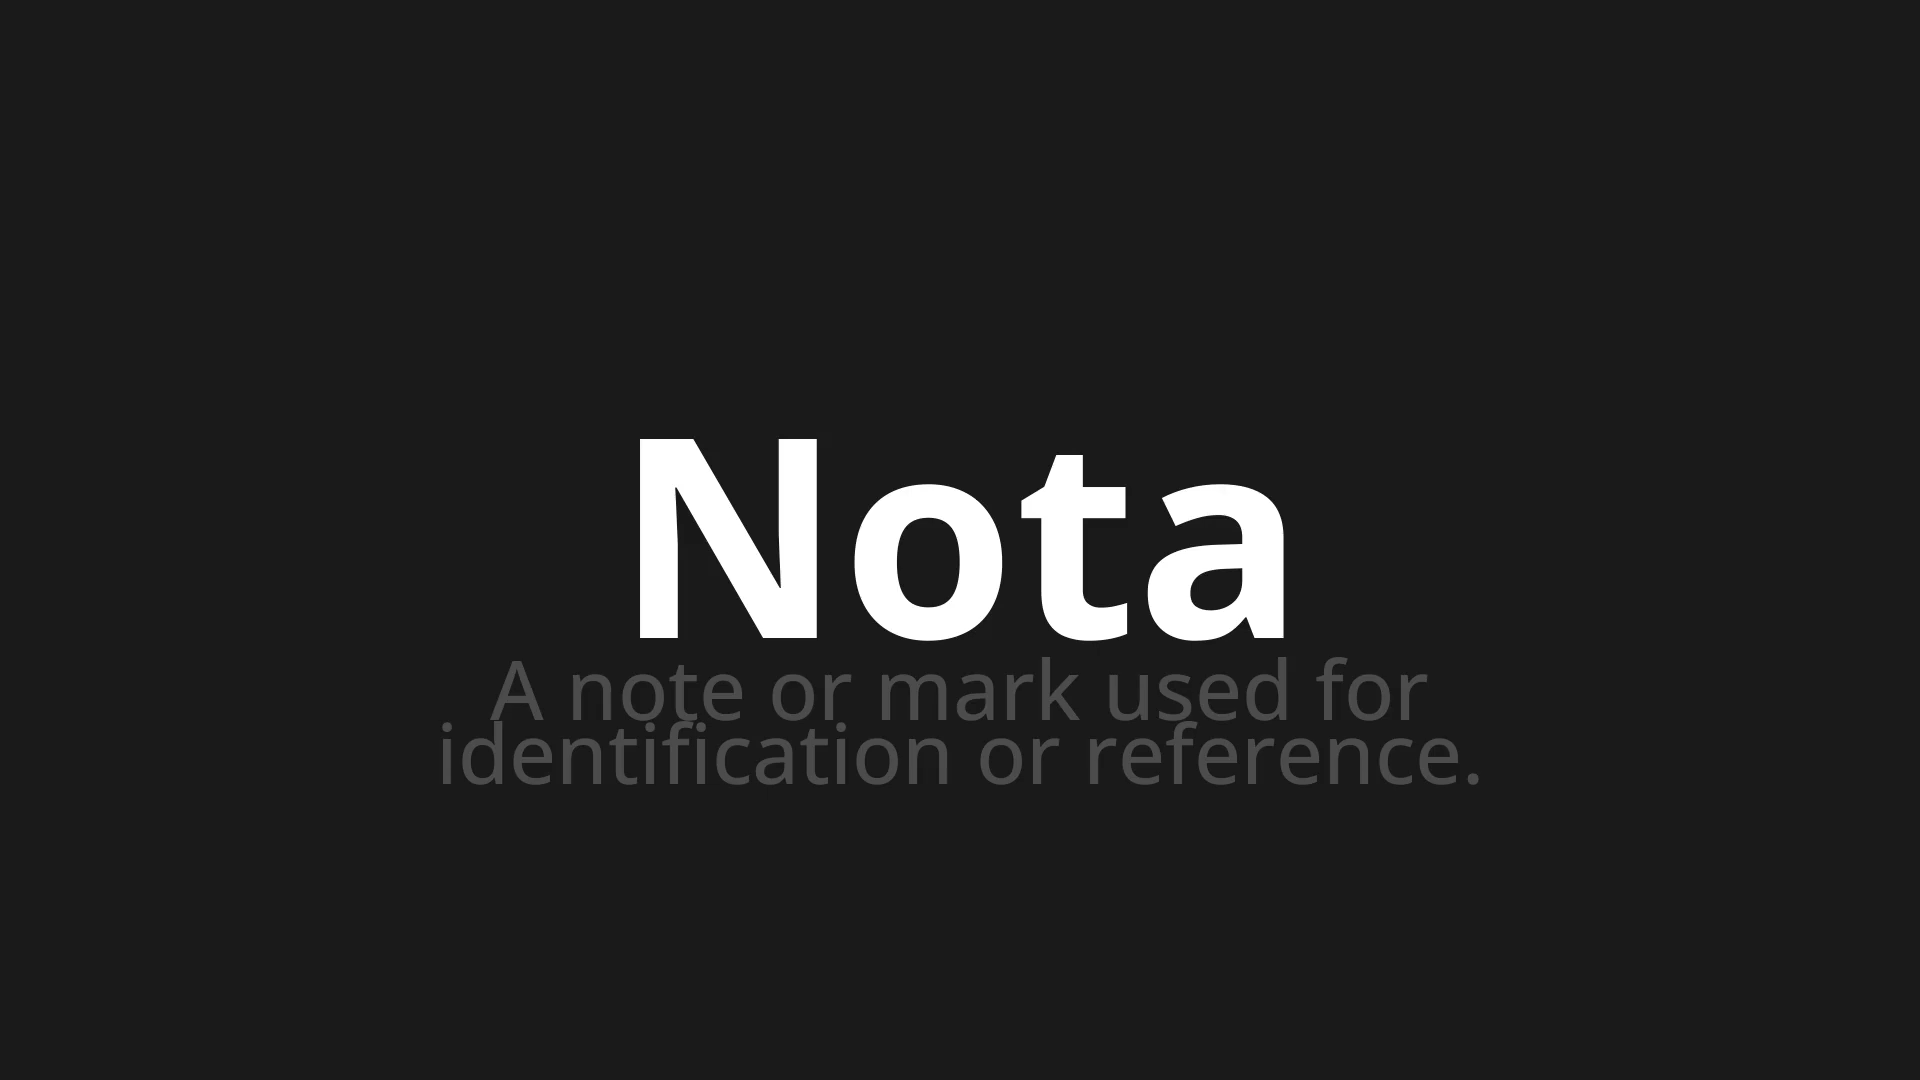 Nota
A note or mark used for
identification or reference.